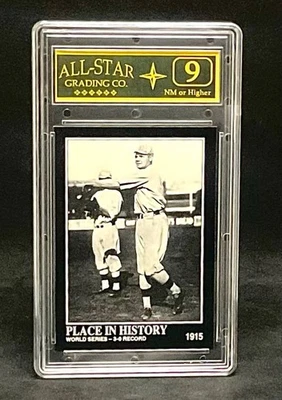 ALL-STAR
GRADING CO.
9
NM or Higher
PLACE IN HISTORY
WORLD SERIES – 3-0 RECORD
1915